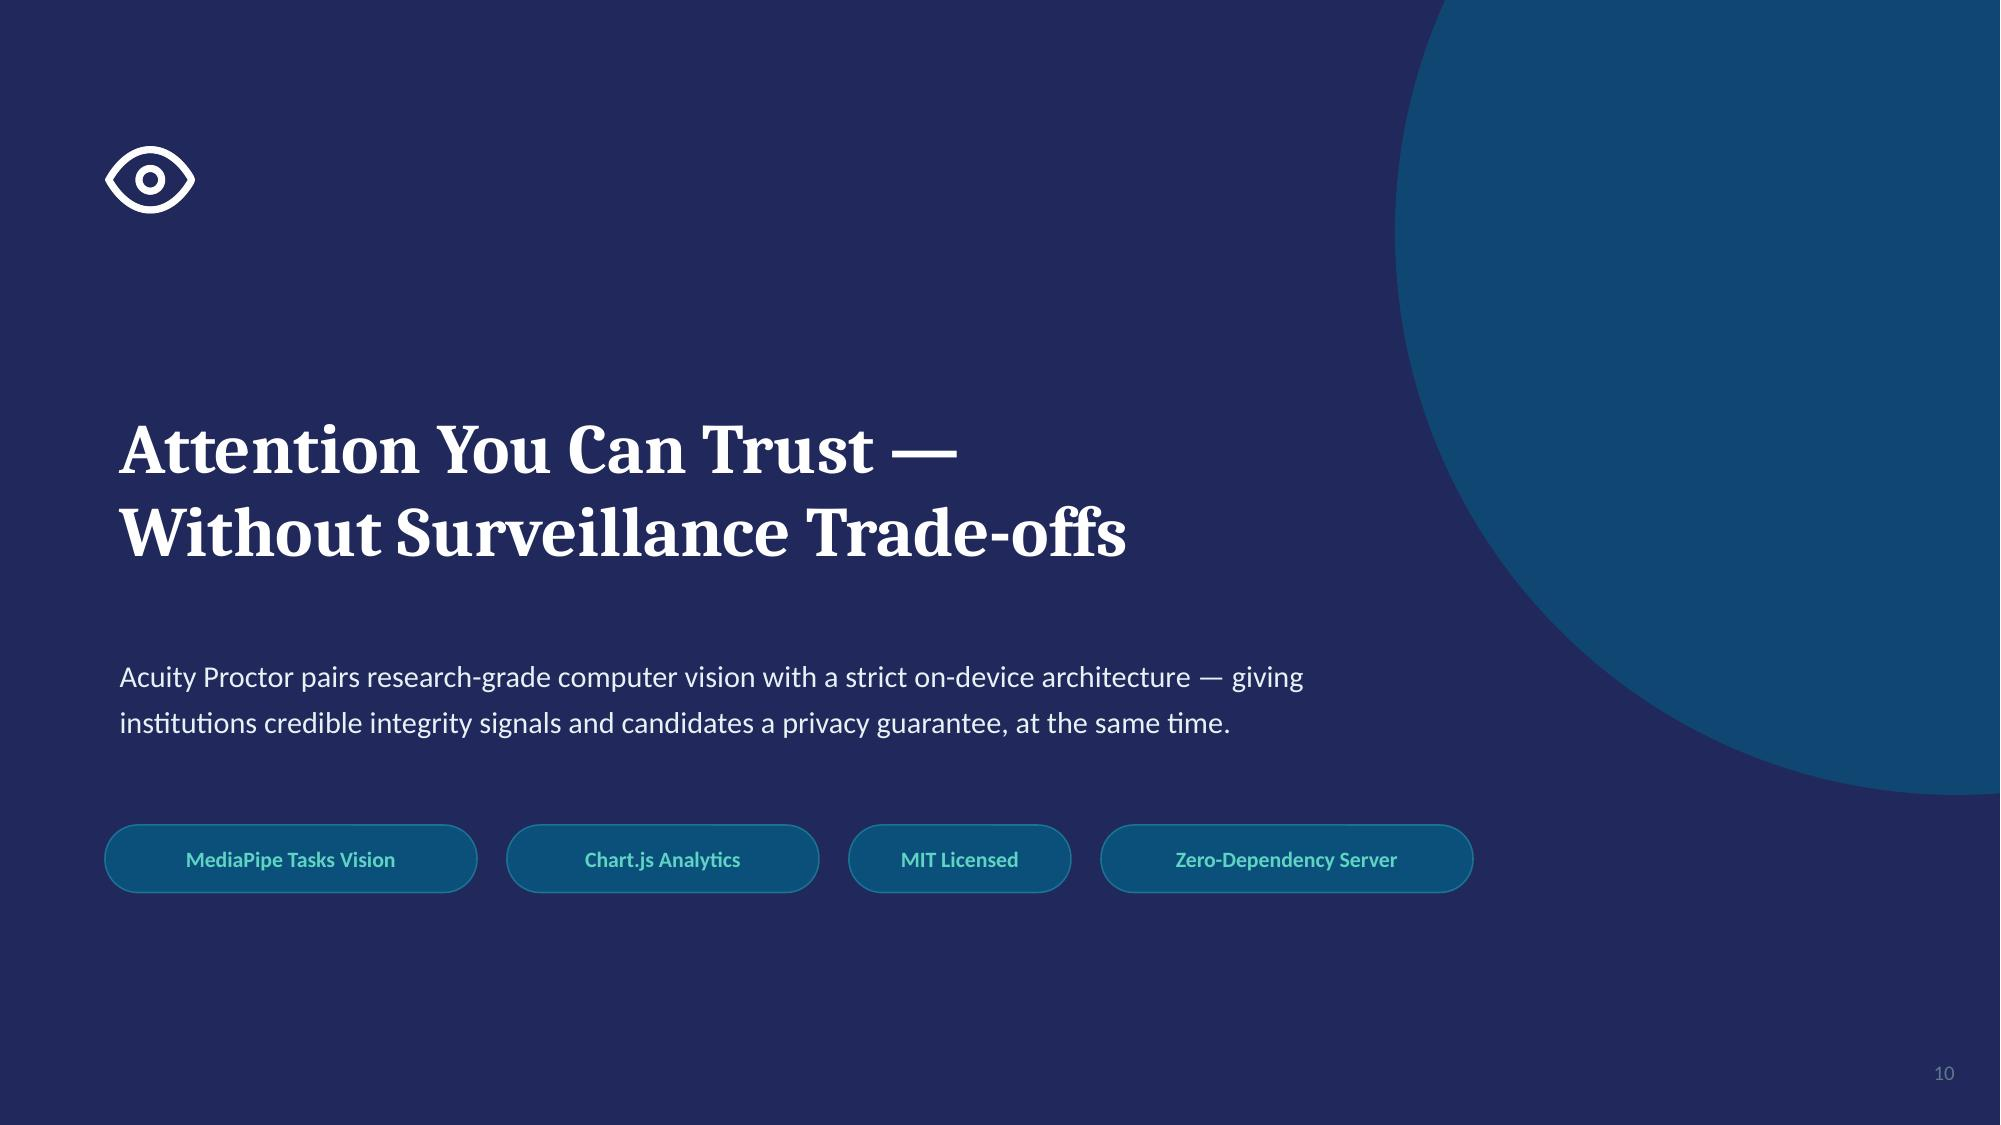 Attention You Can Trust —
Without Surveillance Trade-offs
Acuity Proctor pairs research-grade computer vision with a strict on-device architecture — giving
institutions credible integrity signals and candidates a privacy guarantee, at the same time.
MediaPipe Tasks Vision
Chart.js Analytics
MIT Licensed
Zero-Dependency Server
10